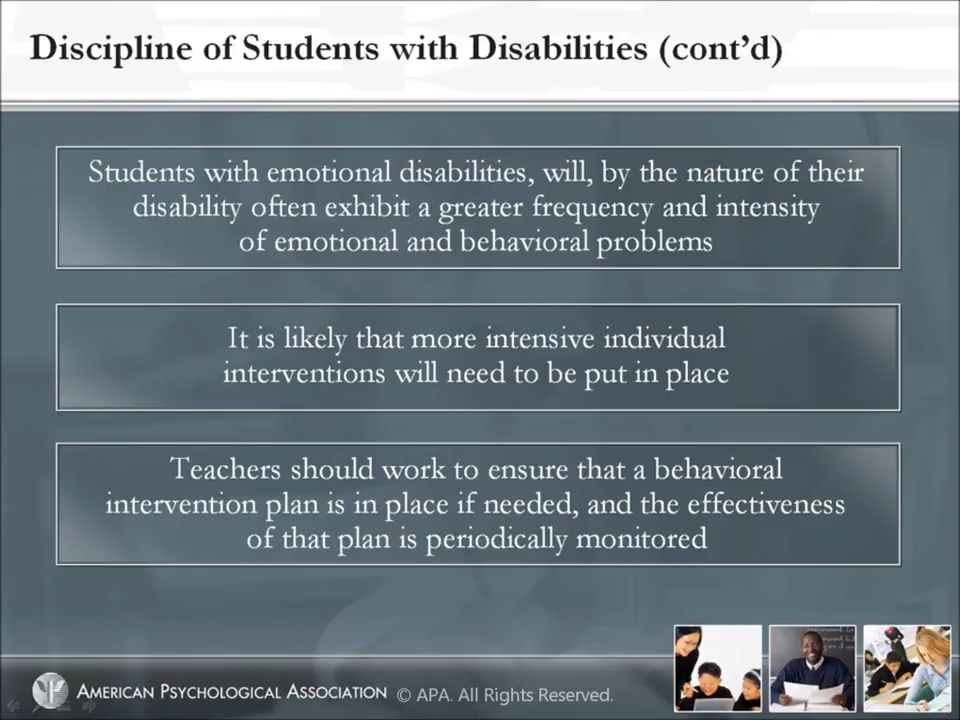 Discipline of Students with Disabilities (cont’d)
Students with emotional disabilities, will, by the nature of their
disability often exhibit a greater frequency and intensity
of emotional and behavioral problems
It is likely that more intensive individual
interventions will need to be put in place
Teachers should work to ensure that a behavioral
intervention plan is in place if needed, and the effectiveness
of that plan is periodically monitored
AMERICAN PSYCHOLOGICAL ASSOCIATION © APA. All Rights Reserved.